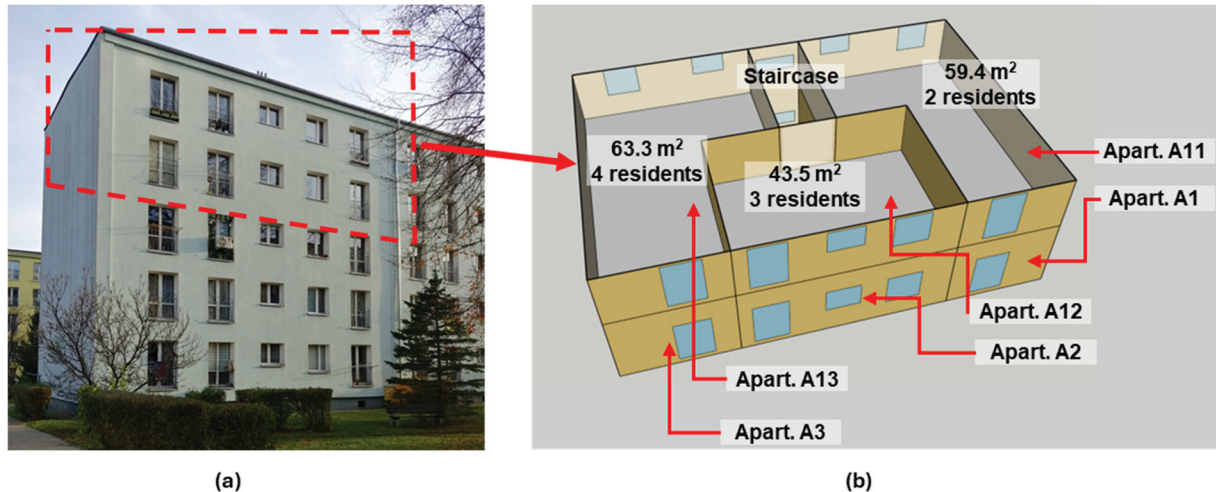 Staircase
59.4 m²
2 residents
63.3 m²
4 residents
43.5 m²
3 residents
Apart. A11
Apart. A1
Apart. A12
Apart. A2
Apart. A13
Apart. A3
(a)
(b)